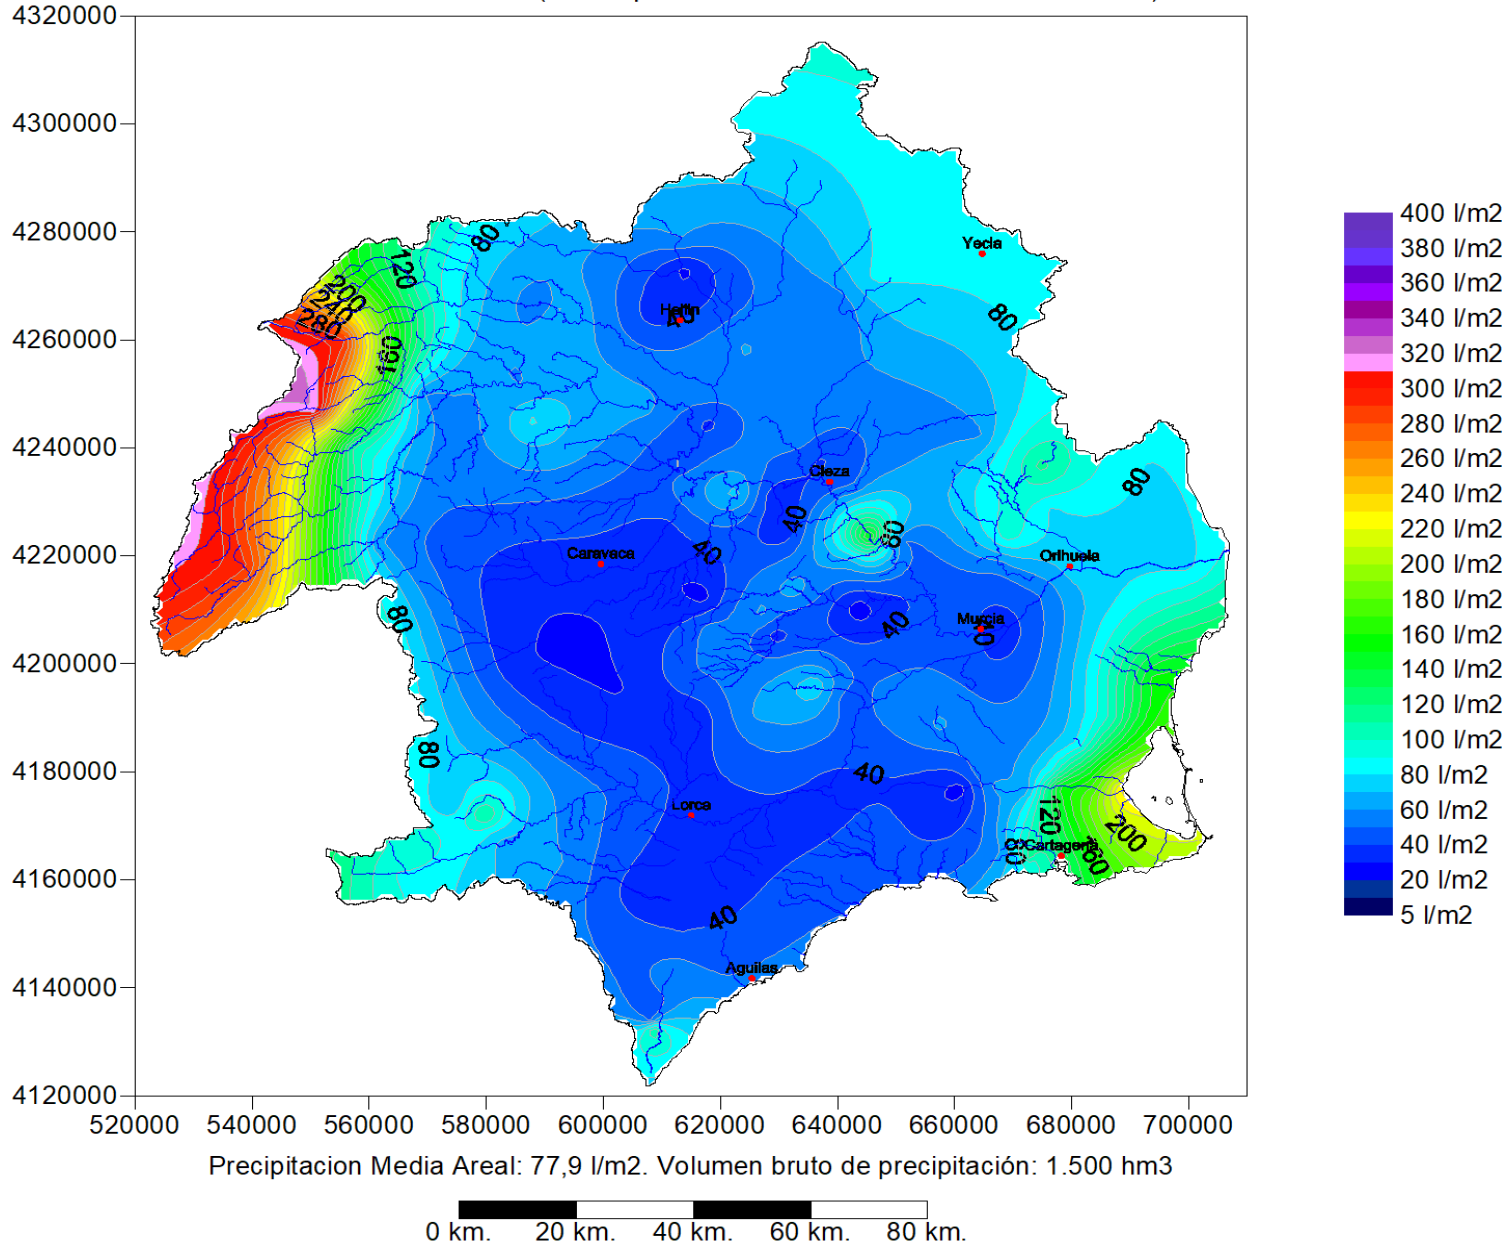 4320000
4300000
4280000
4260000
4240000
4220000
4200000
4180000
4160000
4140000
4120000
520000 540000 560000 580000 600000 620000 640000 660000 680000 700000
Yecla
Hellin
Cieza
Caravaca
Orihuela
Murcia
Lorca
Cartagena
Aguilas
80
120
200
240
280
160
40
80
80
40
40
80
40
80
40
80
40
120
200
160
40
400 l/m2
380 l/m2
360 l/m2
340 l/m2
320 l/m2
300 l/m2
280 l/m2
260 l/m2
240 l/m2
220 l/m2
200 l/m2
180 l/m2
160 l/m2
140 l/m2
120 l/m2
100 l/m2
80 l/m2
60 l/m2
40 l/m2
20 l/m2
5 l/m2
Precipitacion Media Areal: 77,9 l/m2. Volumen bruto de precipitación: 1.500 hm3
0 km. 20 km. 40 km. 60 km. 80 km.